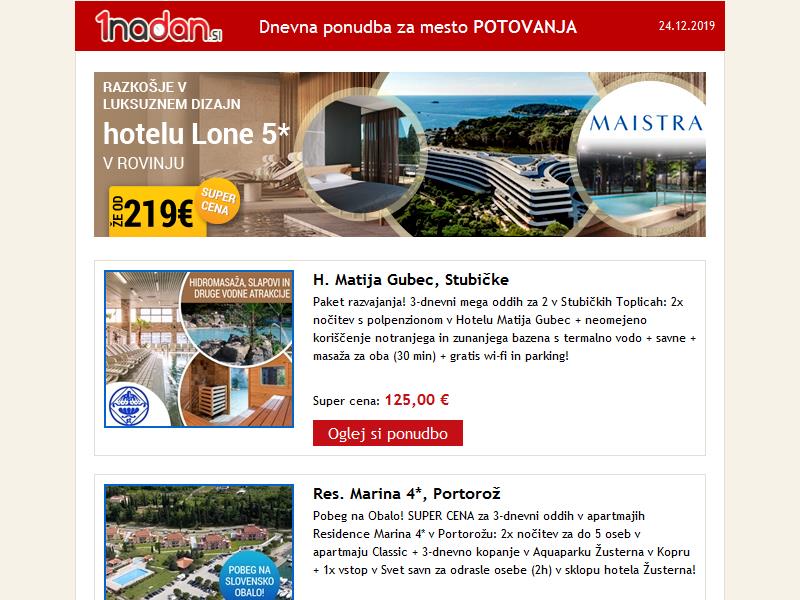 1nadan.si
Dnevna ponudba za mesto POTOVANJA
24.12.2019
RAZKOŠJE V
LUKSUZNEM DIZAJN
hotelu Lone 5*
V ROVINJU
ŽE OD
219€
SUPER
CENA
MAISTRA
HIDROMASAŽA, SLAPOVI IN
DRUGE VODNE ATRAKCIJE
H. Matija Gubec, Stubičke
Paket razvajanja! 3-dnevni mega oddih za 2 v Stubičkih Toplicah: 2x
nočitev s polpenzionom v Hotelu Matija Gubec + neomejeno
koriščenje notranjega in zunanjega bazena s termalno vodo + savne +
masaža za oba (30 min) + gratis wi-fi in parking!
Super cena: 125,00 €
Oglej si ponudbo
POBEG NA
SLOVENSKO
OBALO!
Res. Marina 4*, Portorož
Pobeg na Obalo! SUPER CENA za 3-dnevni oddih v apartmajih
Residence Marina 4* v Portorožu: 2x nočitev za do 5 oseb v
apartmaju Classic + 3-dnevno kopanje v Aquaparku Žusterna v Kopru
+ 1x vstop v Svet savn za odrasle osebe (2h) v sklopu hotela Žusterna!